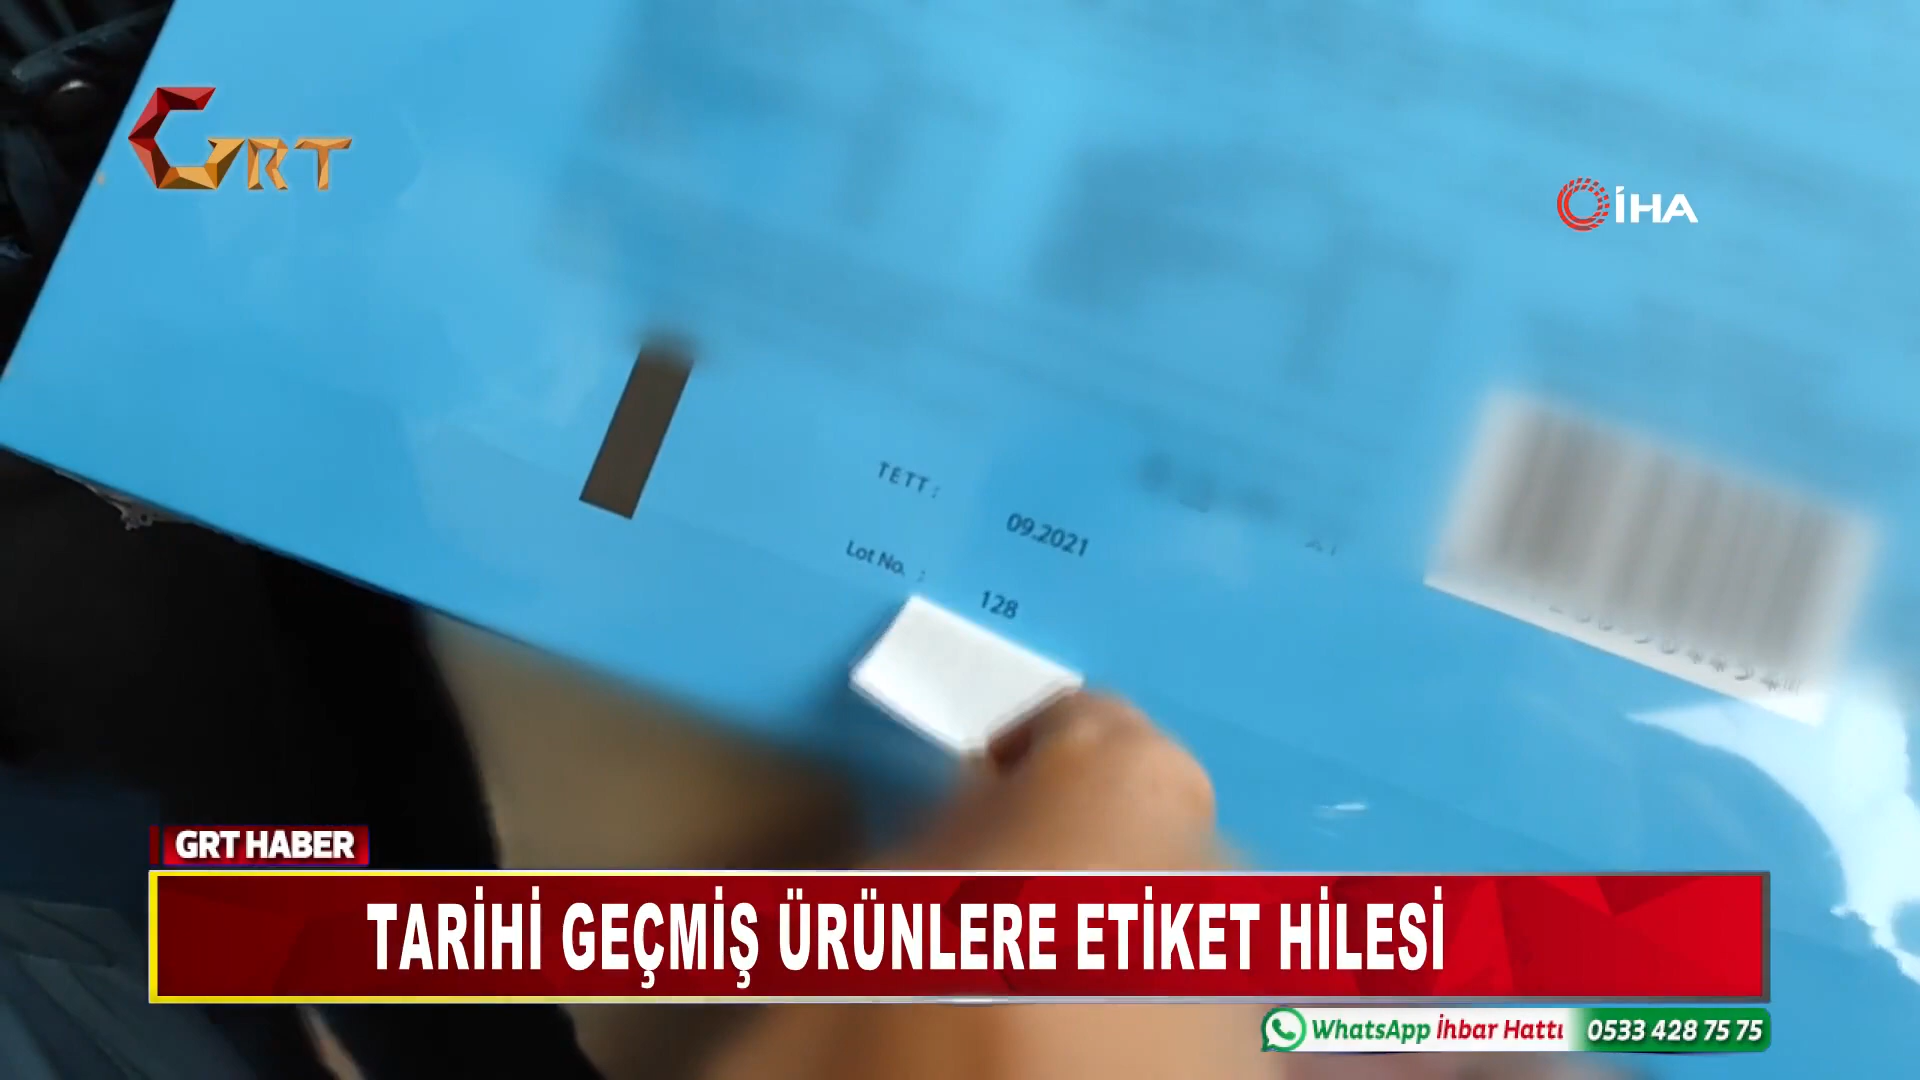 GRT
İHA
TETT :
09.2021
Lot No. :
128
GRT HABER
TARİHİ GEÇMİŞ ÜRÜNLERE ETİKET HİLESİ
WhatsApp İhbar Hattı 0533 428 75 75